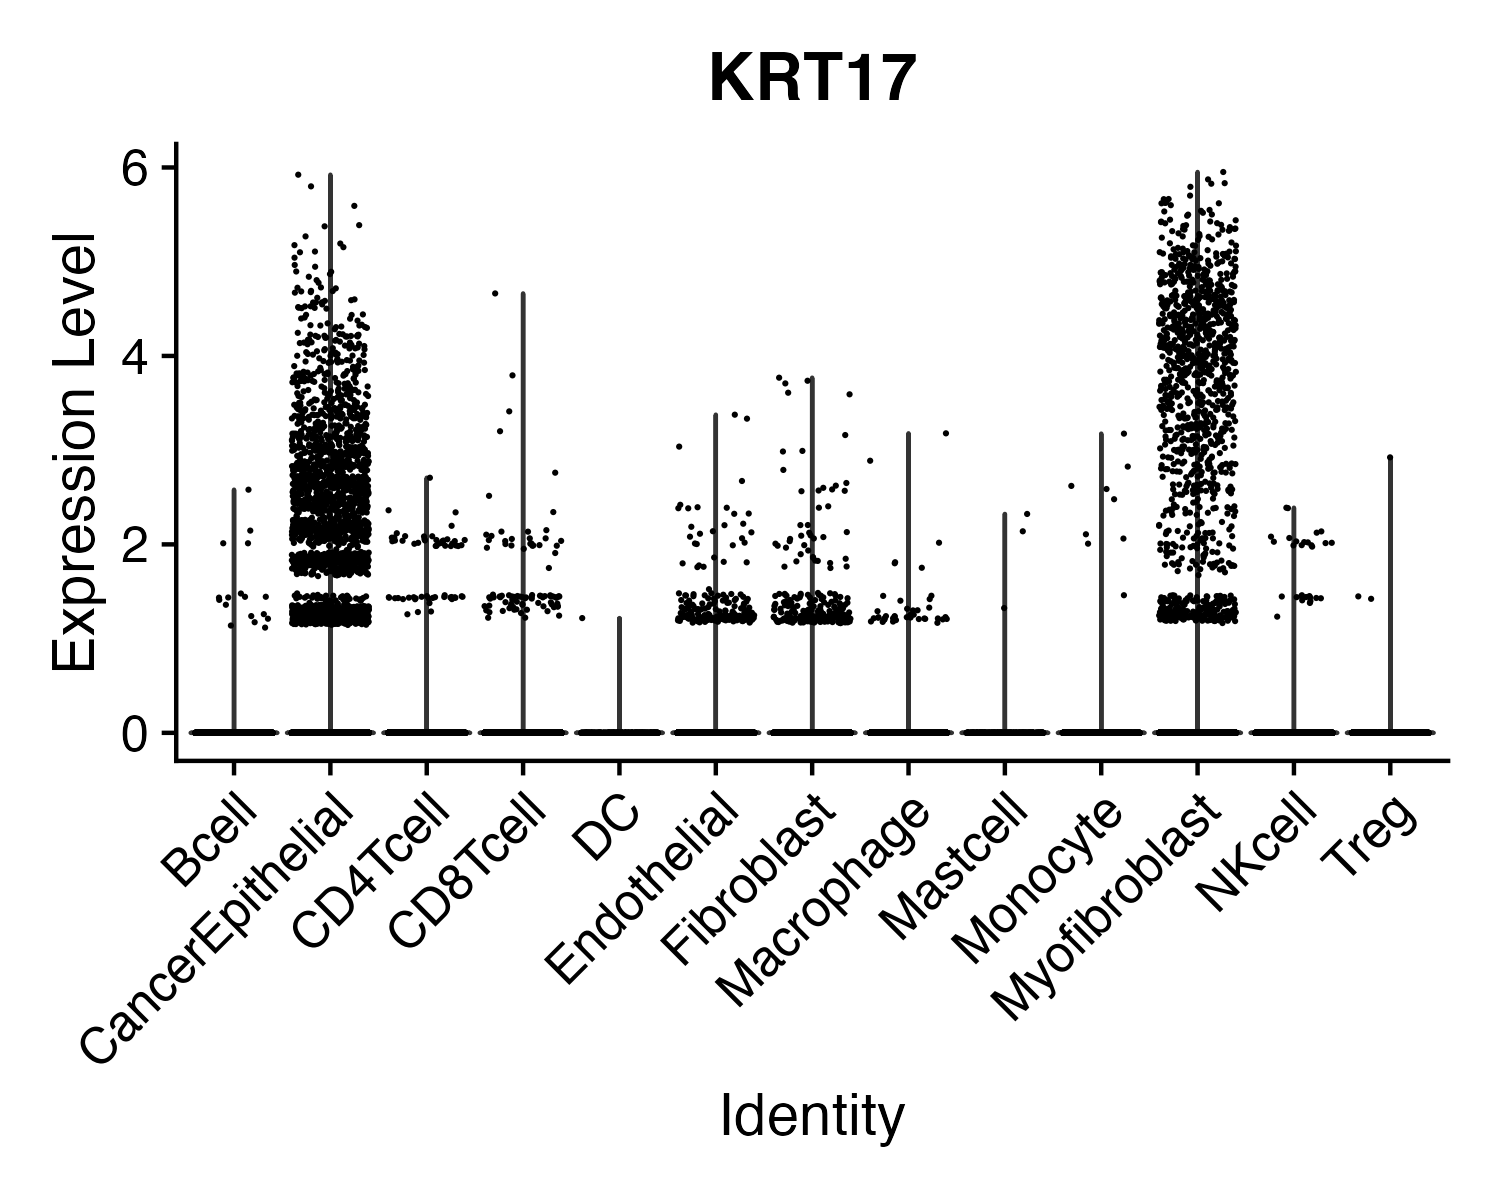 KRT17
Expression Level
6
4
2
0
Bcell
CancerEpithelial
CD4Tcell
CD8Tcell
DC
Endothelial
Fibroblast
Macrophage
Mastcell
Monocyte
Myofibroblast
NKcell
Treg
Identity